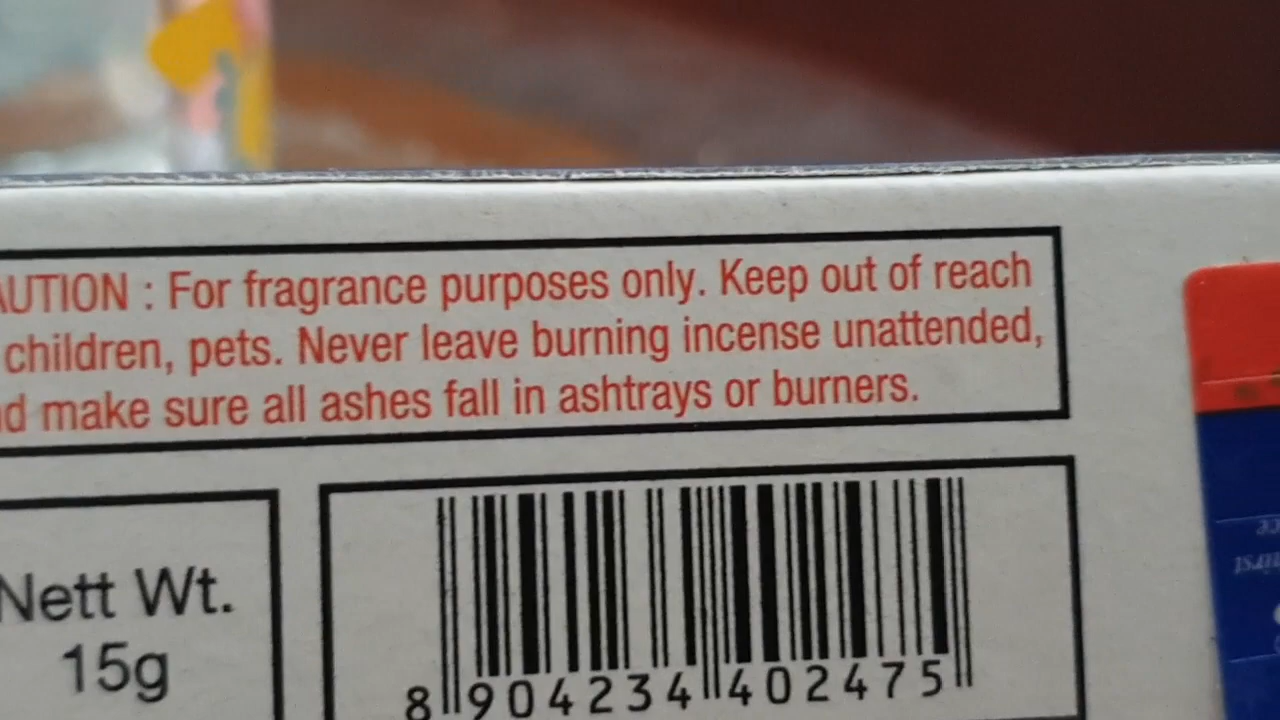 AUTION : For fragrance purposes only. Keep out of reach
children, pets. Never leave burning incense unattended,
nd make sure all ashes fall in ashtrays or burners.
Nett Wt.
15g
8 904234 402475